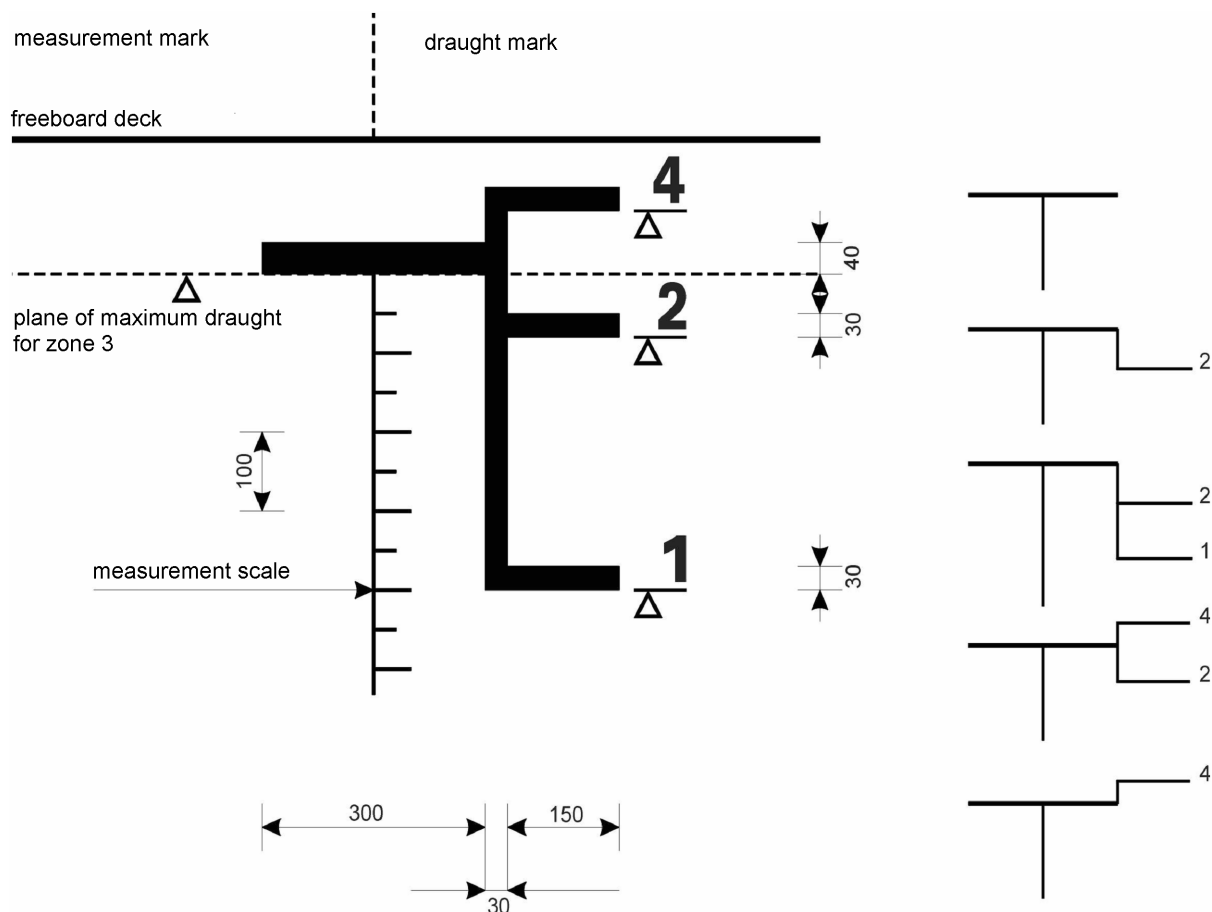 measurement mark
draught mark
freeboard deck
4
40
plane of maximum draught
for zone 3
2
30
100
measurement scale
1
30
300
150
30
2
2
1
4
2
4